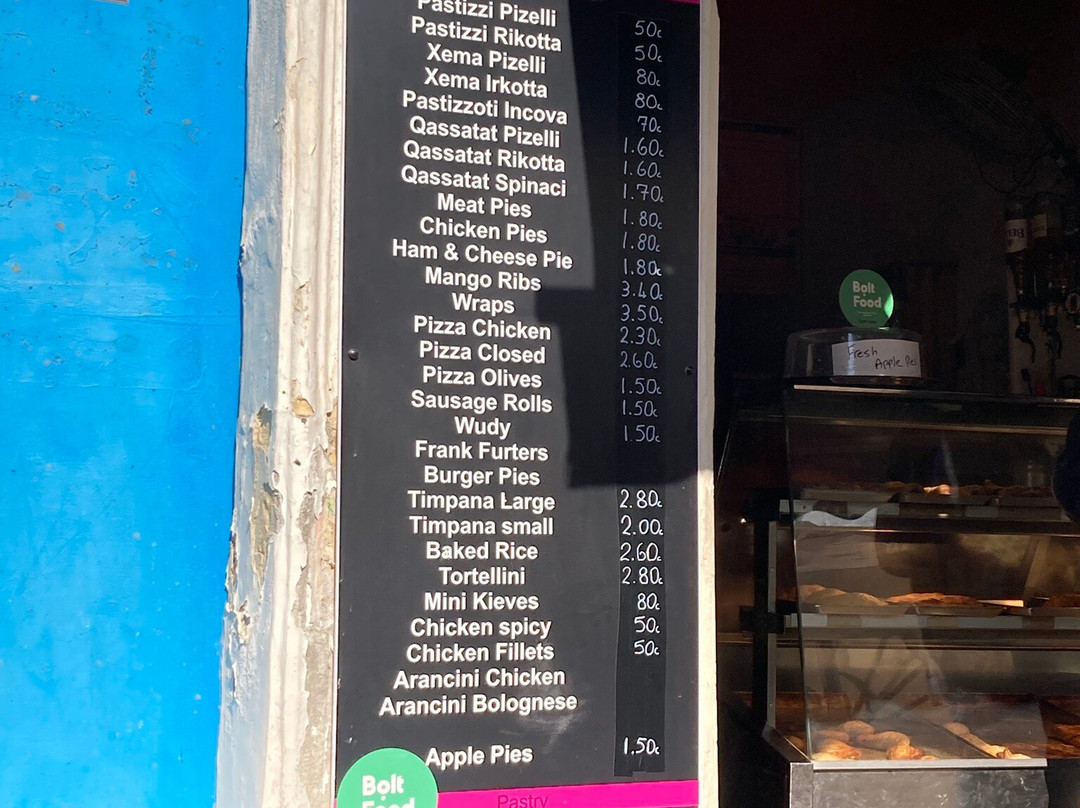 Pastizzi Pizelli 50c
Pastizzi Rikotta 50c
Xema Pizelli 80c
Xema Irkotta 80c
Pastizzoti Incova 70c
Qassatat Pizelli 1.60c
Qassatat Rikotta 1.60c
Qassatat Spinaci 1.70c
Meat Pies 1.80c
Chicken Pies 1.80c
Ham & Cheese Pie 1.80c
Mango Ribs 3.40c
Wraps 3.50c
Pizza Chicken 2.30c
Pizza Closed 2.60c
Pizza Olives 1.50c
Sausage Rolls 1.50c
Wudy 1.50c
Frank Furters
Burger Pies
Timpana Large 2.80c
Timpana small 2.00c
Baked Rice 2.60c
Tortellini 2.80c
Mini Kieves 80c
Chicken spicy 50c
Chicken Fillets 50c
Arancini Chicken
Arancini Bolognese
Apple Pies 1.50c
Bolt
Food
Pastry
Bolt
Food
Fresh
Apple